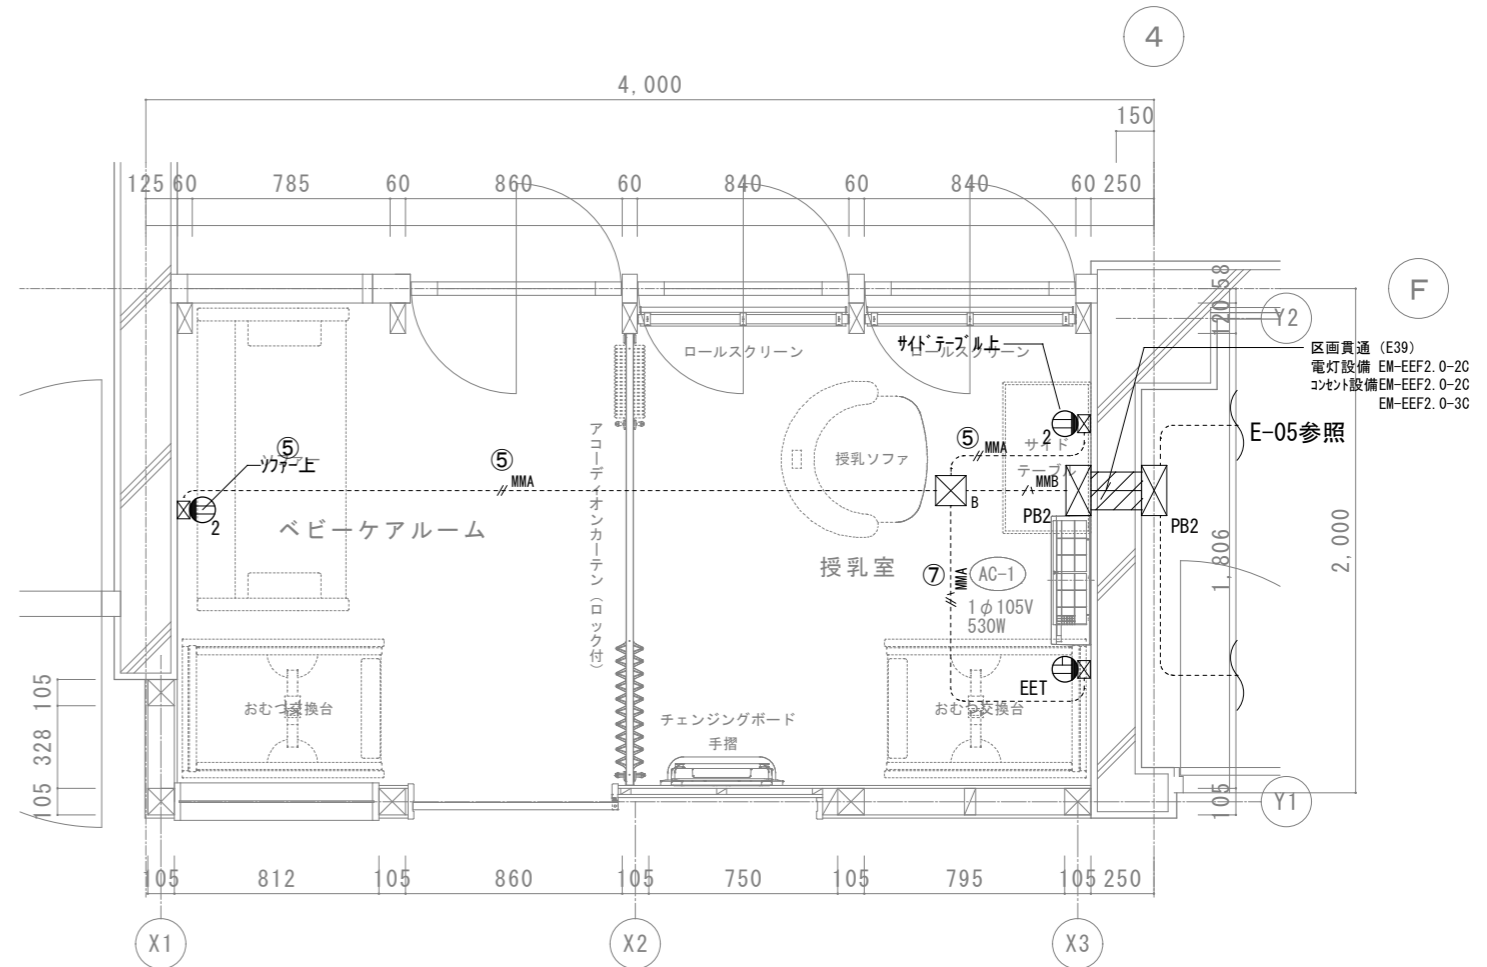 4
4,000
150
125 60 785 60 860 60 840 60 840 60 250
58
F
120
Y2
ロールスクリーン
サイドテーブル上
ロールスクリーン
区画貫通 (E39)
電灯設備 EM-EEF2.0-2C
コンセント設備EM-EEF2.0-2C
EM-EEF2.0-3C
アコーディオンカーテン(ロック付)
⑤
ソファー上
⑤
MMA
授乳ソファ
⑤
MMA
2
サイド
テーブル
E-05参照
MMB
B
PB2
PB2
2
ベビーケアルーム
授乳室
⑦
MMA
AC-1
1φ105V
530W
1,806
2,000
EET
105
328
105
おむつ交換台
チェンジングボード
手摺
おむつ交換台
105
Y1
105 812 105 860 105 750 105 795 105 250
X1
X2
X3